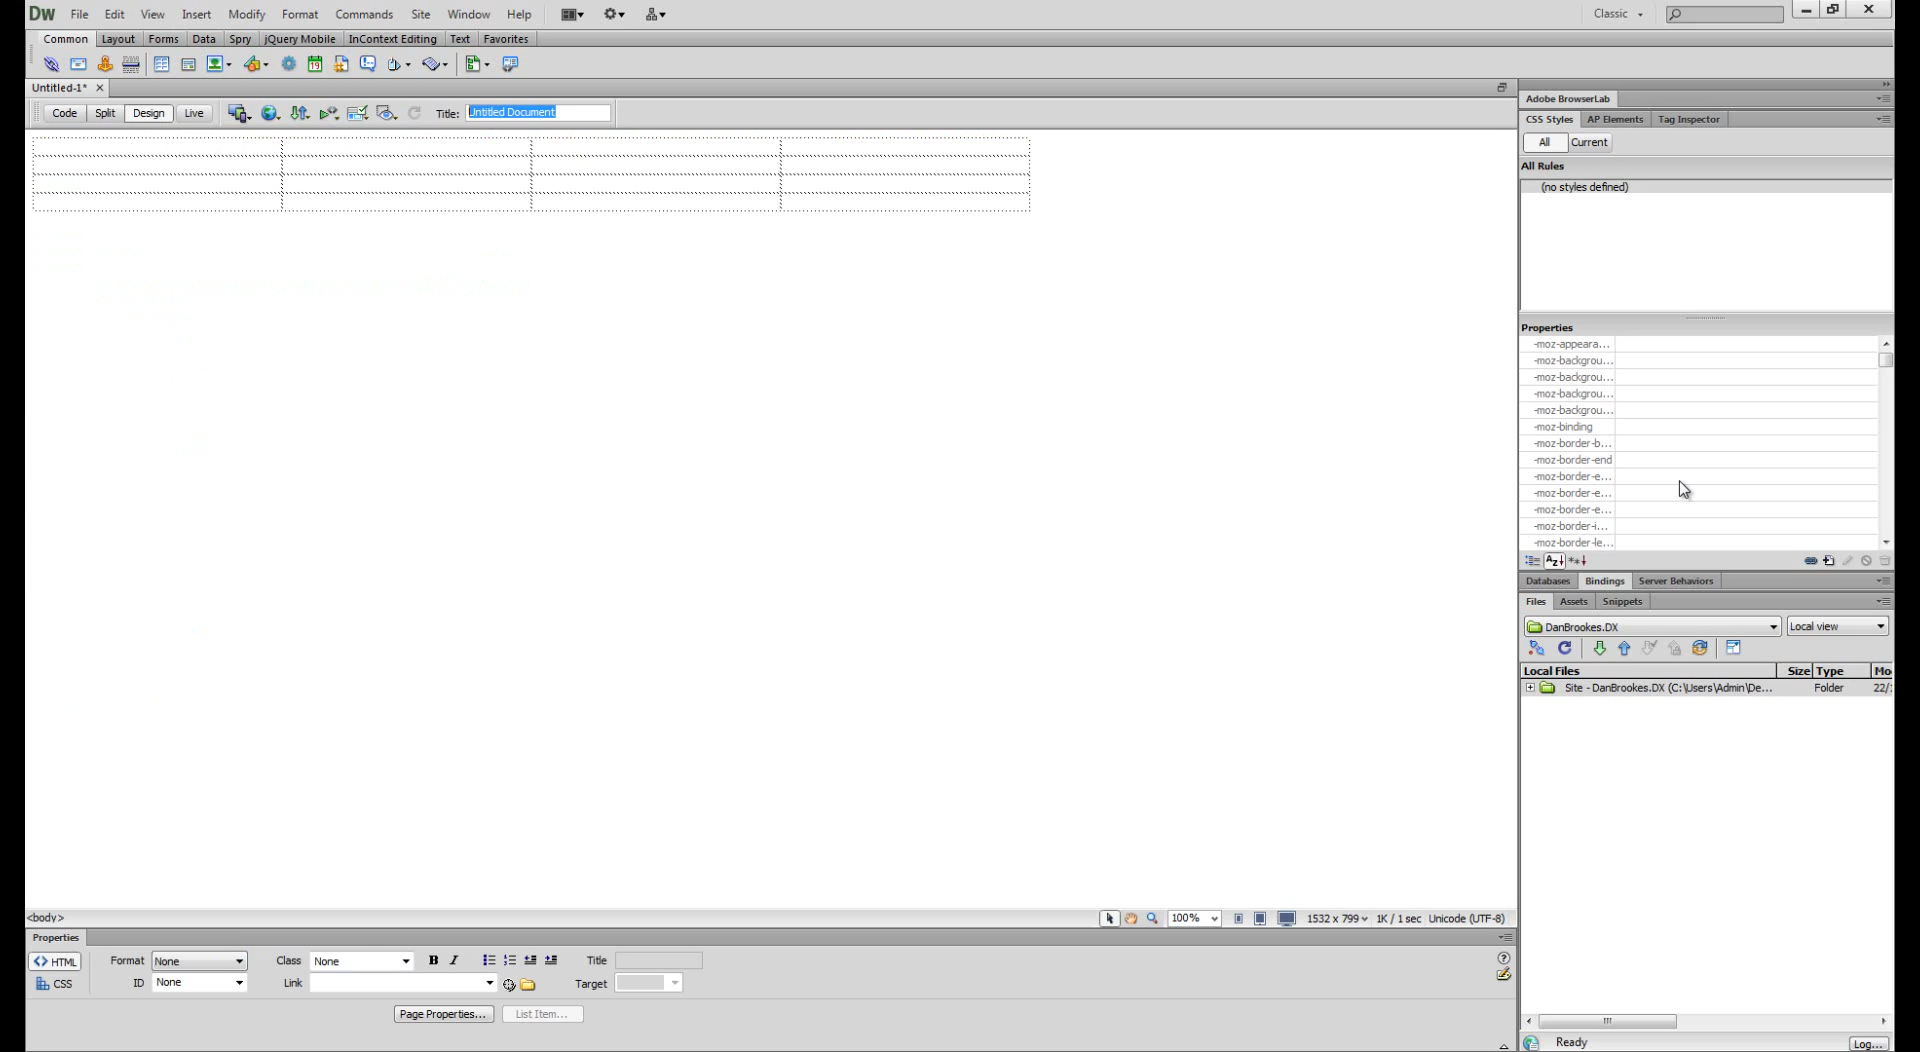 Dw File Edit View Insert Modify Format Commands Site Window Help Classic
Common Layout Forms Data Spry jQuery Mobile InContext Editing Text Favorites
19
Untitled-1*
Code Split Design Live Title: Untitled Document
Adobe BrowserLab
CSS Styles AP Elements Tag Inspector
All Current
All Rules
(no styles defined)
Properties
-moz-appeara...
-moz-backgrou...
-moz-backgrou...
-moz-backgrou...
-moz-backgrou...
-moz-binding
-moz-border-b...
-moz-border-end
-moz-border-e...
-moz-border-e...
-moz-border-e...
-moz-border-i...
-moz-border-le...
Databases Bindings Server Behaviors
Files Assets Snippets
DanBrookes.DX Local view
Local Files Size Type Mo
Site - DanBrookes.DX (C:\Users\Admin\De... Folder 22/
<body> 100% 1532 x 799 1K / 1 sec Unicode (UTF-8)
Properties
<> HTML Format None Class None B I Title
CSS ID None Link Target
Page Properties... List Item...
Ready Log...